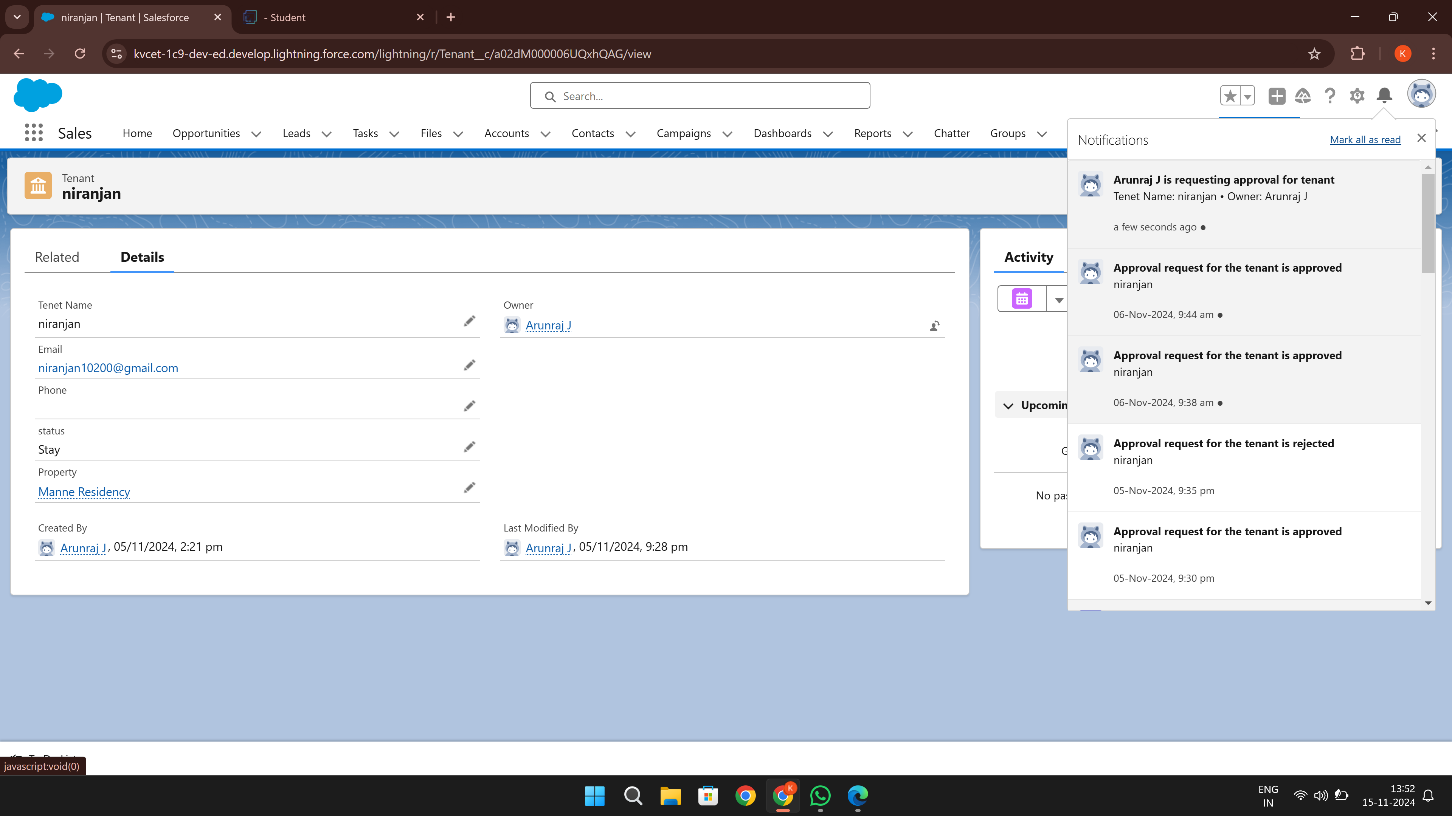 niranjan | Tenant | Salesforce
- Student
kvcet-1c9-dev-ed.develop.lightning.force.com/lightning/r/Tenant__c/a02dM000006UQxhQAG/view
K
Search...
Sales
Home
Opportunities
Leads
Tasks
Files
Accounts
Contacts
Campaigns
Dashboards
Reports
Chatter
Groups
Tenant
niranjan
Related
Details
Tenet Name
niranjan
Owner
Arunraj J
Email
niranjan10200@gmail.com
Phone
status
Stay
Property
Manne Residency
Created By
Arunraj J, 05/11/2024, 2:21 pm
Last Modified By
Arunraj J, 05/11/2024, 9:28 pm
Activity
Upcomin
No pas
Notifications
Mark all as read
Arunraj J is requesting approval for tenant
Tenet Name: niranjan • Owner: Arunraj J
a few seconds ago
Approval request for the tenant is approved
niranjan
06-Nov-2024, 9:44 am
Approval request for the tenant is approved
niranjan
06-Nov-2024, 9:38 am
Approval request for the tenant is rejected
niranjan
05-Nov-2024, 9:35 pm
Approval request for the tenant is approved
niranjan
05-Nov-2024, 9:30 pm
javascript:void(0)
K
ENG
IN
13:52
15-11-2024